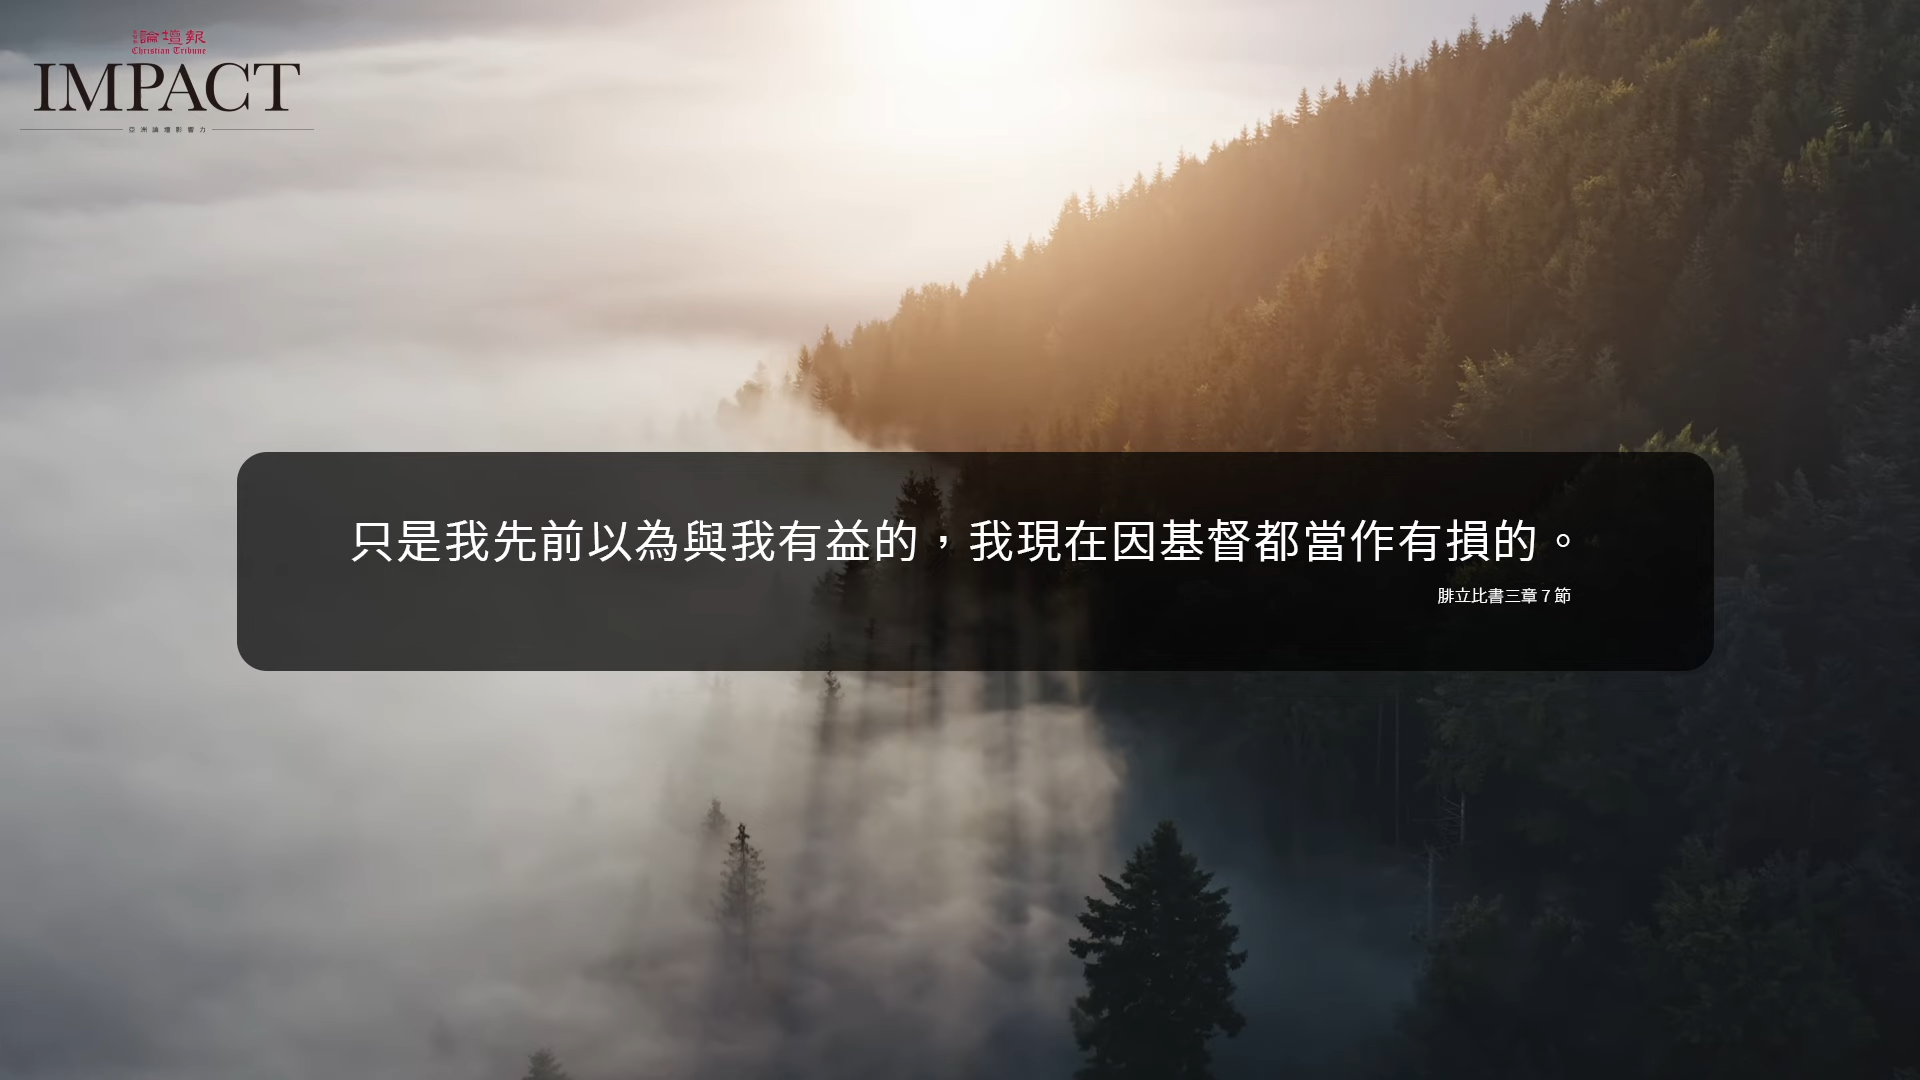 論壇報
Christian Tribune
IMPACT
亞洲論壇影響力
只是我先前以為與我有益的，我現在因基督都當作有損的。
腓立比書三章7節